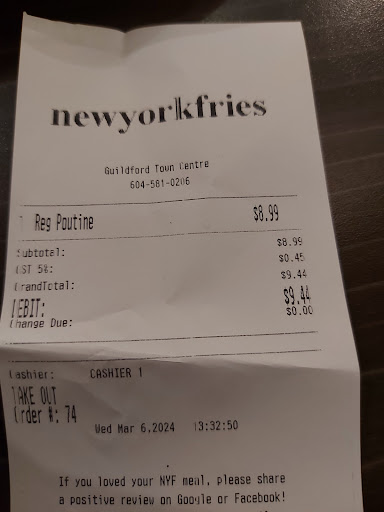 newyorkfries
Guildford Town Centre
604-581-0206
Reg Poutine $8.99
Subtotal: $8.99
GST 5%: $0.45
GrandTotal: $9.44
DEBIT: $9.44
Change Due: $0.00
Cashier: CASHIER 1
TAKE OUT
Order #: 74
Wed Mar 6,2024 13:32:50
If you loved your NYF meal, please share
a positive review on Google or Facebook!